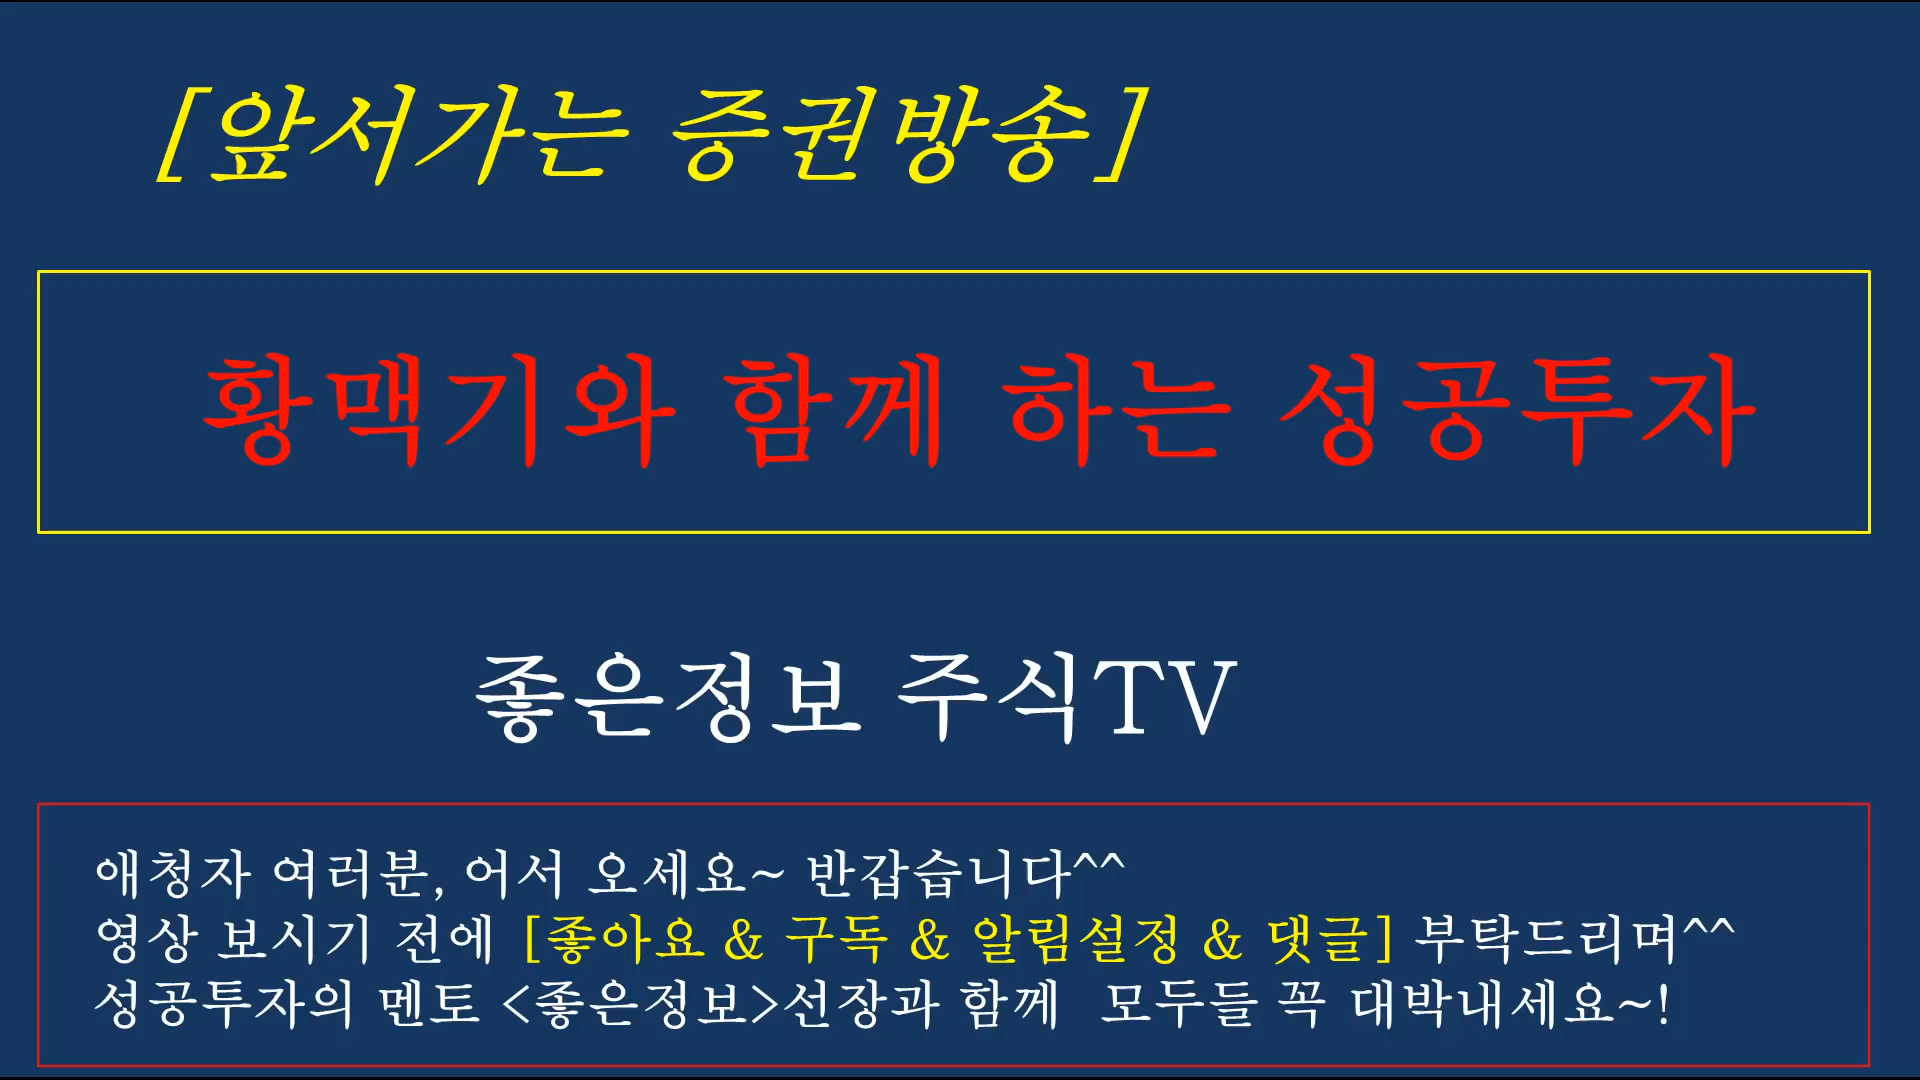 [앞서가는 증권방송]
황맥기와 함께 하는 성공투자
좋은정보 주식TV
애청자 여러분, 어서 오세요~ 반갑습니다^^
영상 보시기 전에 [좋아요 & 구독 & 알림설정 & 댓글] 부탁드리며^^
성공투자의 멘토 <좋은정보>선장과 함께 모두들 꼭 대박내세요~!